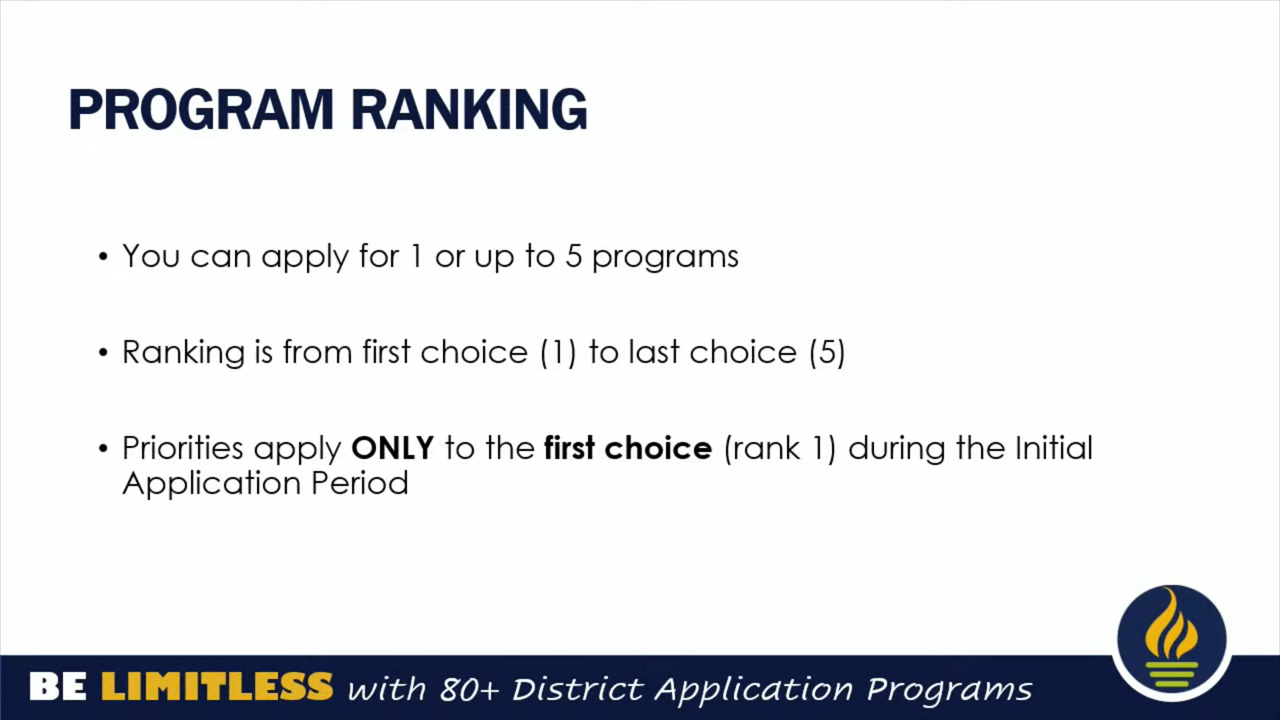 PROGRAM RANKING
• You can apply for 1 or up to 5 programs
• Ranking is from first choice (1) to last choice (5)
• Priorities apply ONLY to the first choice (rank 1) during the Initial
Application Period
BE LIMITLESS with 80+ District Application Programs